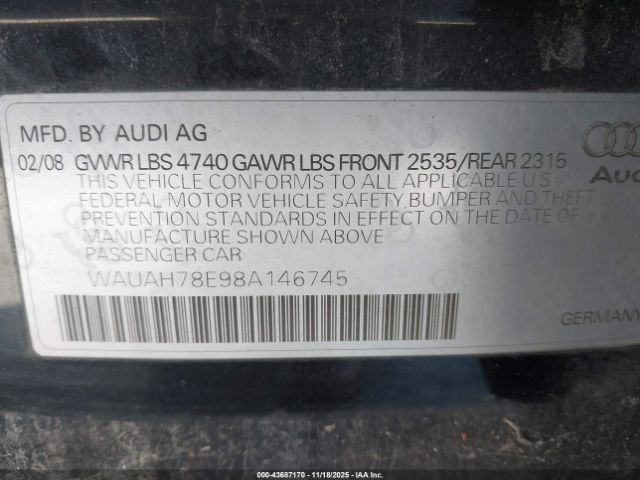 MFD. BY AUDI AG
02/08 GVWR LBS 4740 GAWR LBS FRONT 2535/REAR 2315
THIS VEHICLE CONFORMS TO ALL APPLICABLE U S
FEDERAL MOTOR VEHICLE SAFETY, BUMPER AND THEFT
PREVENTION STANDARDS IN EFFECT ON THE DATE OF
MANUFACTURE SHOWN ABOVE
PASSENGER CAR
WAUAH78E98A146745
Aud
GERMANY
000-43687170 - 11/18/2025 - IAAI, Inc.